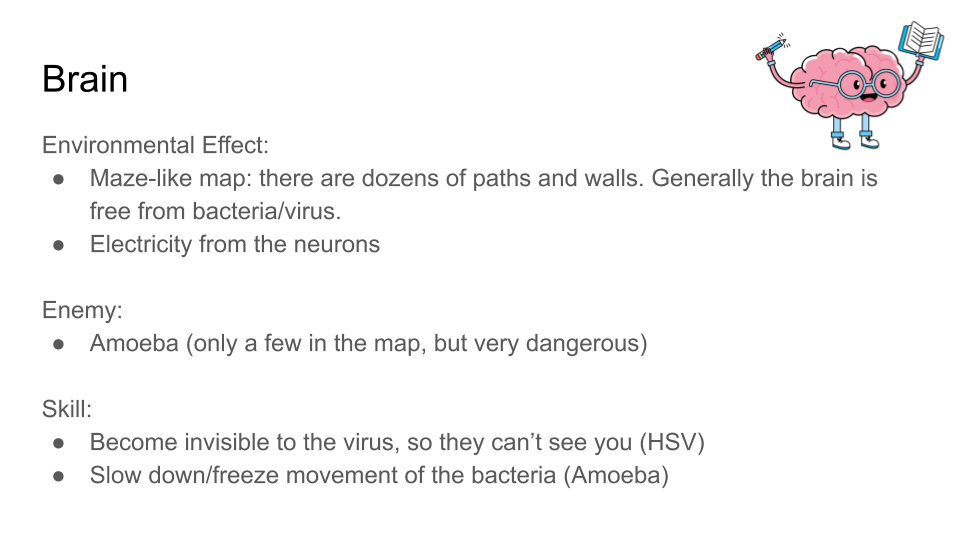 Brain
Environmental Effect:
● Maze-like map: there are dozens of paths and walls. Generally the brain is
free from bacteria/virus.
● Electricity from the neurons
Enemy:
● Amoeba (only a few in the map, but very dangerous)
Skill:
● Become invisible to the virus, so they can’t see you (HSV)
● Slow down/freeze movement of the bacteria (Amoeba)